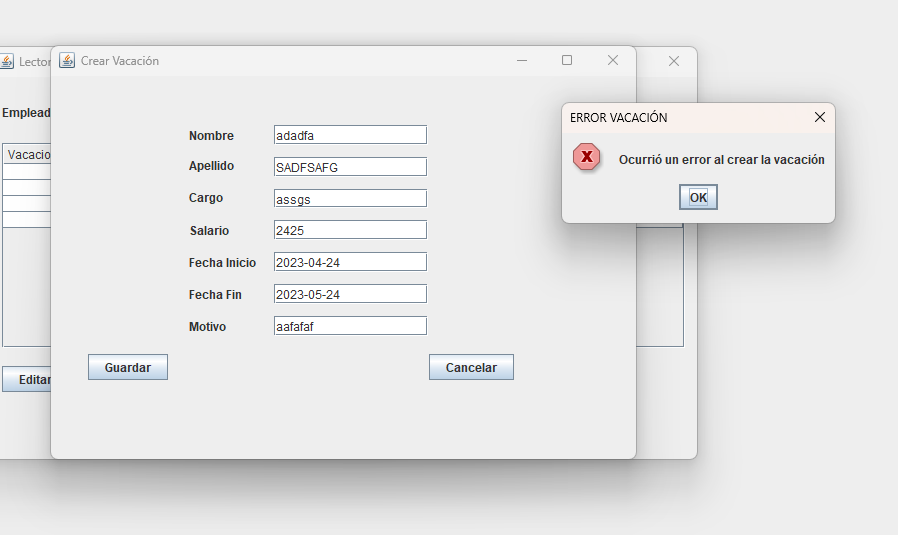 Lector
Crear Vacación
ERROR VACACIÓN
Emplead
Vacacio
Nombre adadfa
Ocurrió un error al crear la vacación
Apellido SADFSAFG
OK
Cargo assgs
Salario 2425
Fecha Inicio 2023-04-24
Fecha Fin 2023-05-24
Motivo aafafaf
Guardar Cancelar
Editar